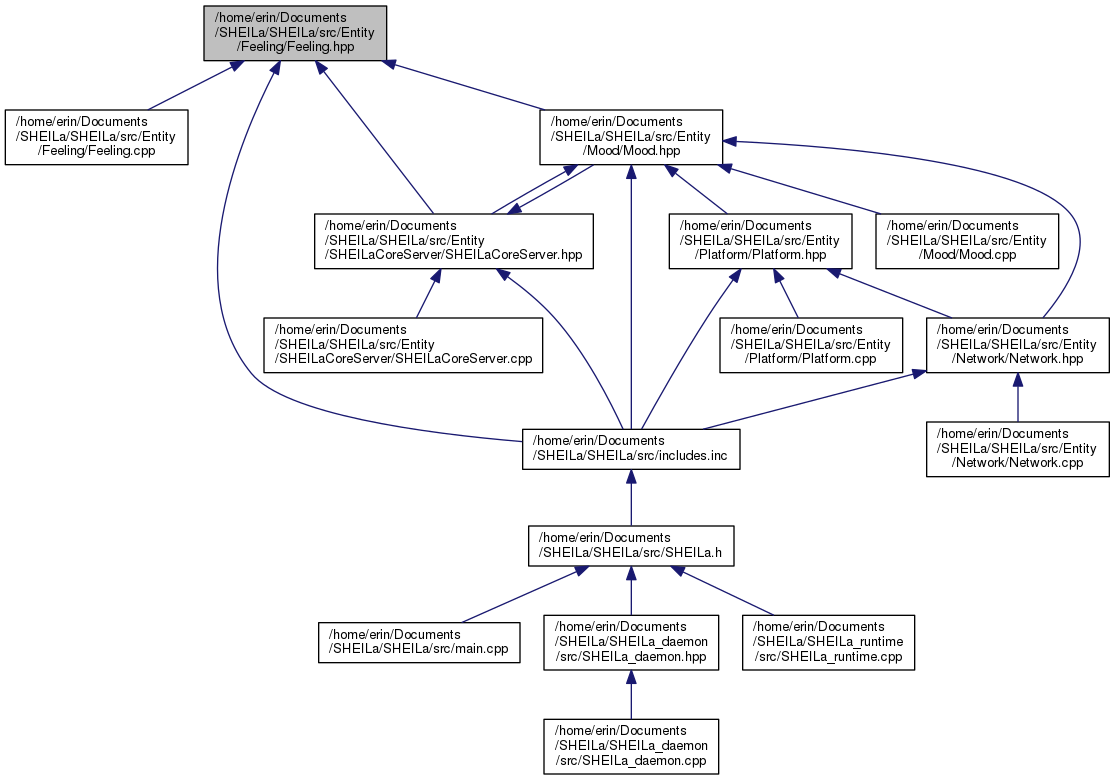 /home/erin/Documents
/SHEILa/SHEILa/src/Entity
/Feeling/Feeling.hpp
/home/erin/Documents
/SHEILa/SHEILa/src/Entity
/Feeling/Feeling.cpp
/home/erin/Documents
/SHEILa/SHEILa/src/Entity
/Mood/Mood.hpp
/home/erin/Documents
/SHEILa/SHEILa/src/Entity
/SHEILaCoreServer/SHEILaCoreServer.hpp
/home/erin/Documents
/SHEILa/SHEILa/src/Entity
/Platform/Platform.hpp
/home/erin/Documents
/SHEILa/SHEILa/src/Entity
/Mood/Mood.cpp
/home/erin/Documents
/SHEILa/SHEILa/src/Entity
/SHEILaCoreServer/SHEILaCoreServer.cpp
/home/erin/Documents
/SHEILa/SHEILa/src/Entity
/Platform/Platform.cpp
/home/erin/Documents
/SHEILa/SHEILa/src/Entity
/Network/Network.hpp
/home/erin/Documents
/SHEILa/SHEILa/src/includes.inc
/home/erin/Documents
/SHEILa/SHEILa/src/Entity
/Network/Network.cpp
/home/erin/Documents
/SHEILa/SHEILa/src/SHEILa.h
/home/erin/Documents
/SHEILa/SHEILa/src/main.cpp
/home/erin/Documents
/SHEILa/SHEILa_daemon
/src/SHEILa_daemon.hpp
/home/erin/Documents
/SHEILa/SHEILa_runtime
/src/SHEILa_runtime.cpp
/home/erin/Documents
/SHEILa/SHEILa_daemon
/src/SHEILa_daemon.cpp